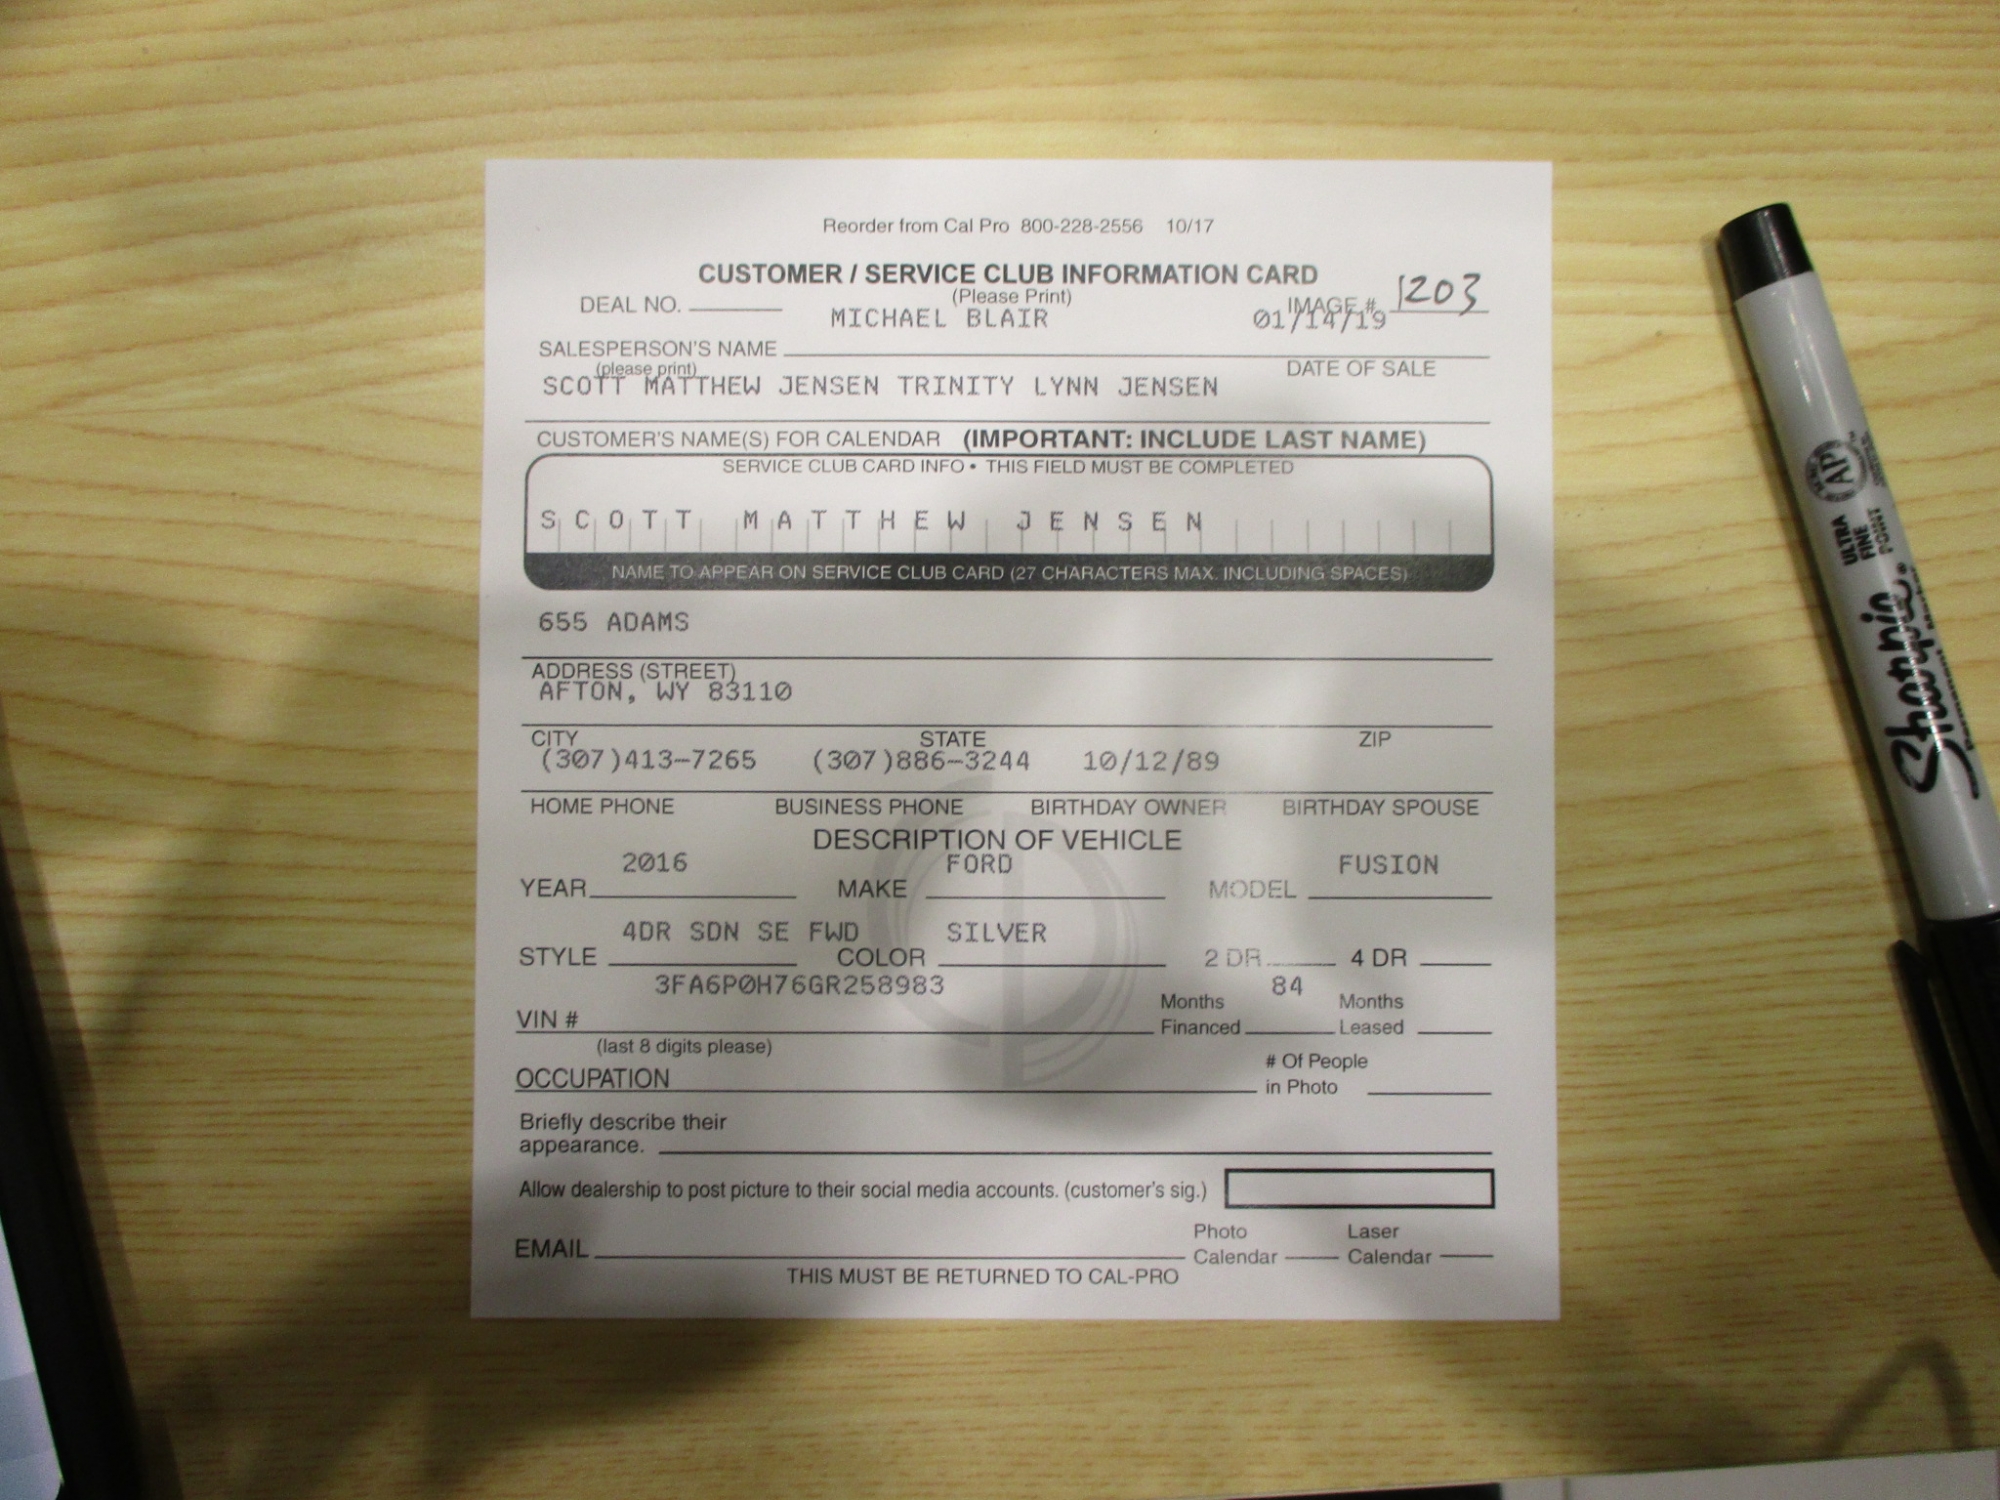 Reorder from Cal Pro 800-228-2556 10/17
CUSTOMER / SERVICE CLUB INFORMATION CARD
(Please Print)
DEAL NO. MICHAEL BLAIR IMAGE # 1203
01/14/19
SALESPERSON'S NAME
(please print) DATE OF SALE
SCOTT MATTHEW JENSEN TRINITY LYNN JENSEN
CUSTOMER'S NAME(S) FOR CALENDAR (IMPORTANT: INCLUDE LAST NAME)
SERVICE CLUB CARD INFO • THIS FIELD MUST BE COMPLETED
SCOTT MATTHEW JENSEN
NAME TO APPEAR ON SERVICE CLUB CARD (27 CHARACTERS MAX. INCLUDING SPACES)
655 ADAMS
ADDRESS (STREET)
AFTON, WY 83110
CITY STATE ZIP
(307)413-7265 (307)886-3244 10/12/89
HOME PHONE BUSINESS PHONE BIRTHDAY OWNER BIRTHDAY SPOUSE
DESCRIPTION OF VEHICLE
2016 FORD FUSION
YEAR MAKE MODEL
4DR SDN SE FWD SILVER
STYLE COLOR 2 DR 4 DR
3FA6P0H76GR258983 84
VIN # Months Financed Months Leased
(last 8 digits please)
OCCUPATION # Of People in Photo
Briefly describe their
appearance.
Allow dealership to post picture to their social media accounts. (customer's sig.)
EMAIL Photo Calendar Laser Calendar
THIS MUST BE RETURNED TO CAL-PRO
AP
ULTRA
FINE
POINT
Sharpie